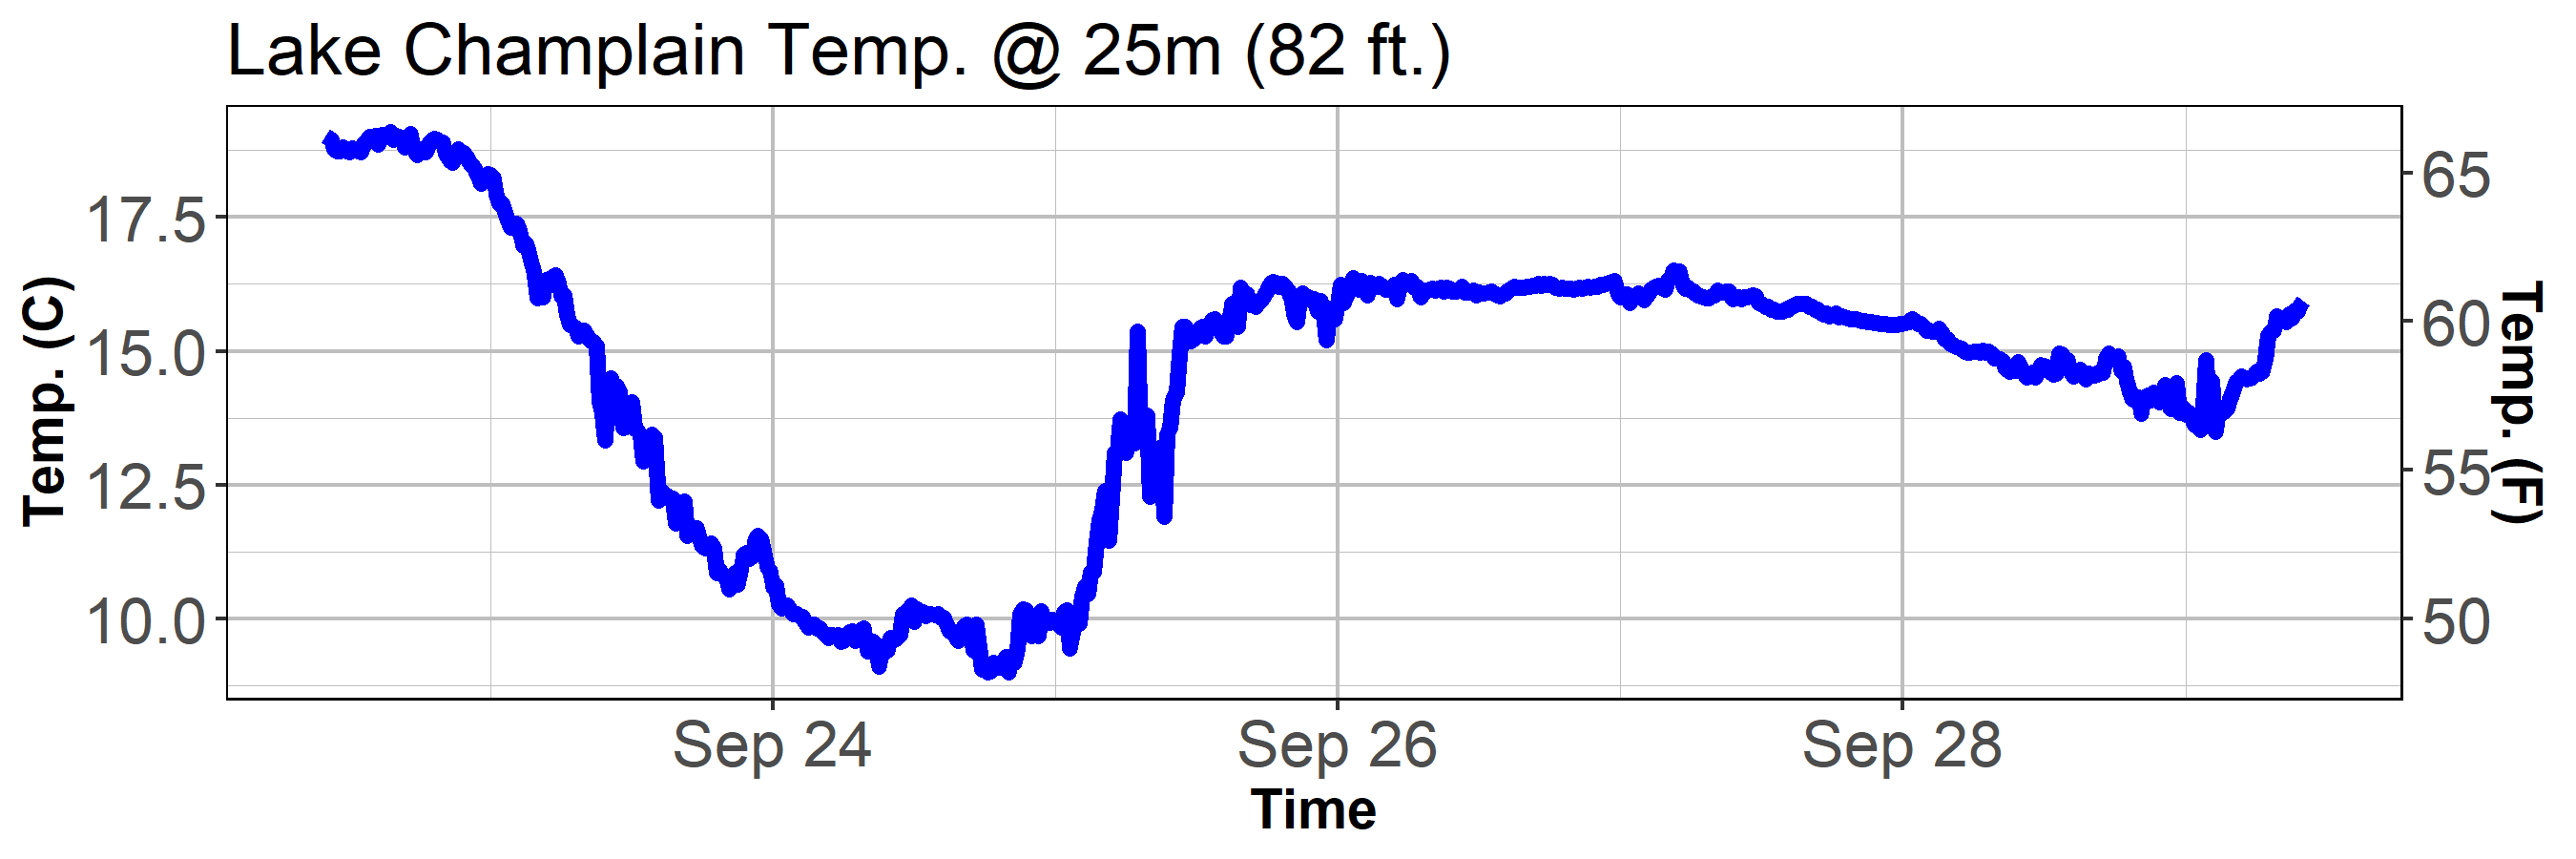 Lake Champlain Temp. @ 25m (82 ft.)
Temp. (C)
17.5
15.0
12.5
10.0
65
60
55
50
Temp. (F)
Sep 24
Sep 26
Sep 28
Time